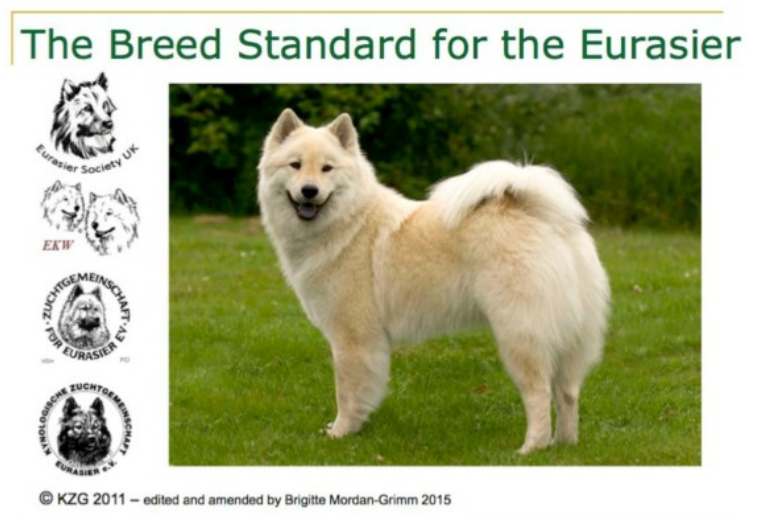 The Breed Standard for the Eurasier
Eurasier Society UK
EKW
·ZUCHTGEMEINSCHAFT·
FÜR EURASIER EV.
KYNOLOGISCHE ZUCHTGEMEINSCHAFT
EURASIER e.V.
© KZG 2011 – edited and amended by Brigitte Mordan-Grimm 2015